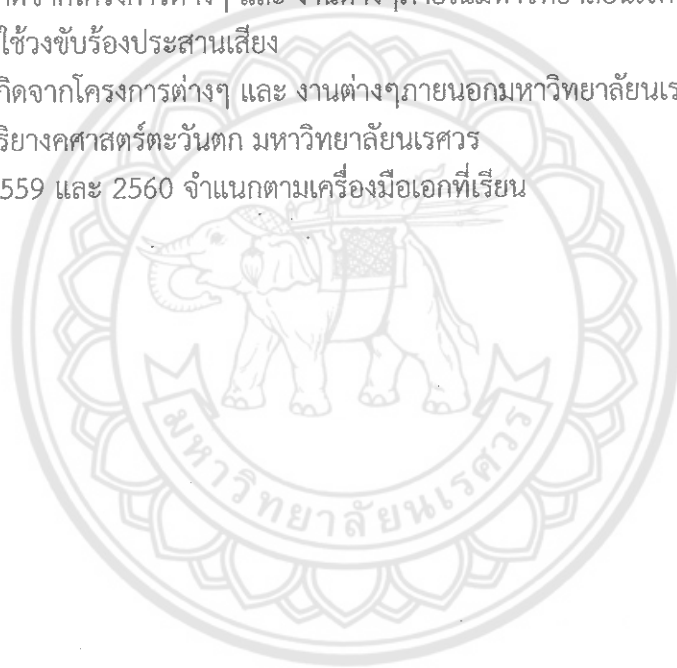 ใช้วงขับร้องประสานเสียง
กิดจากโครงการต่างๆ และ งานต่างๆภายนอกมหาวิทยาลัยนเร
ริยางคศาสตร์ตะวันตก มหาวิทยาลัยนเรศวร
559 และ 2560 จำแนกตามเครื่องมือเอกที่เรียน
มหาวิทยาลัยนเรศวร